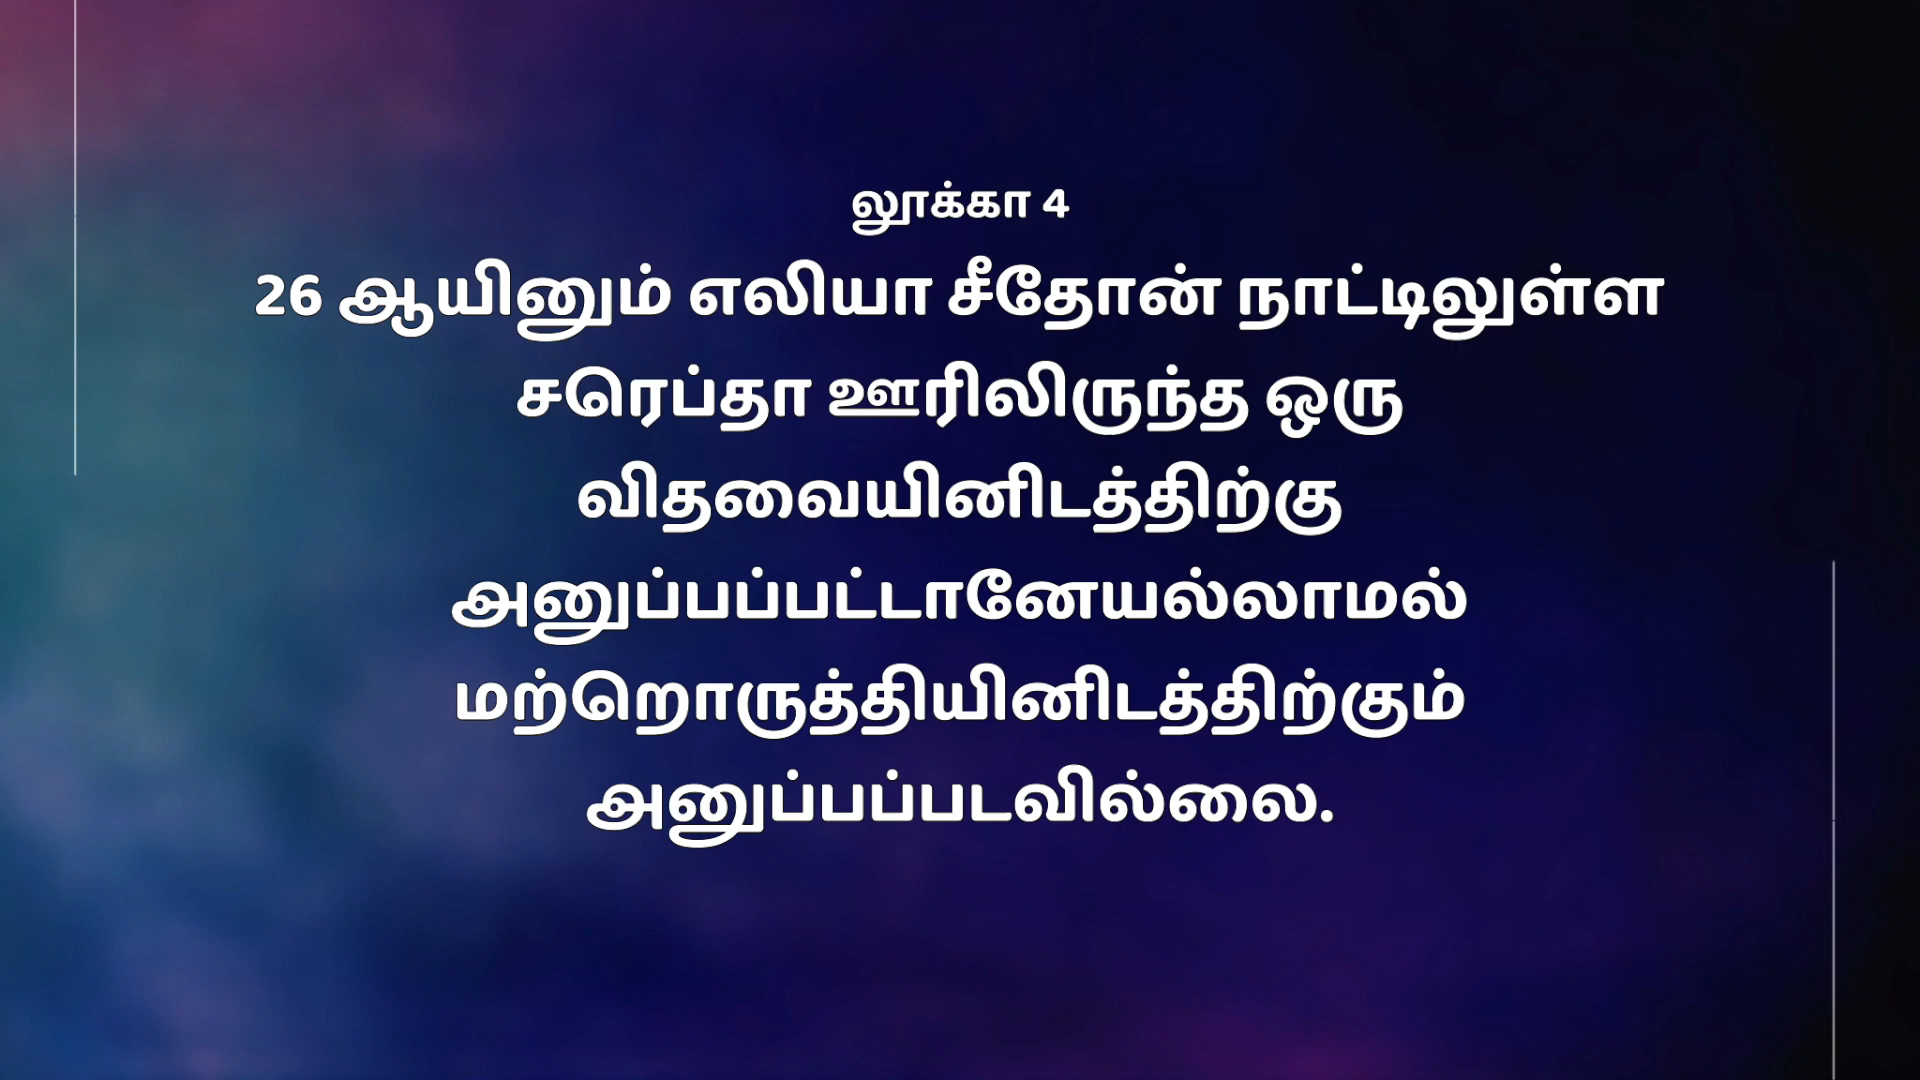 லூக்கா 4
26 ஆயினும் எலியா சீதோன் நாட்டிலுள்ள
சரெப்தா ஊரிலிருந்த ஒரு
விதவையினிடத்திற்கு
அனுப்பப்பட்டானேயல்லாமல்
மற்றொருத்தியினிடத்திற்கும்
அனுப்பப்படவில்லை.